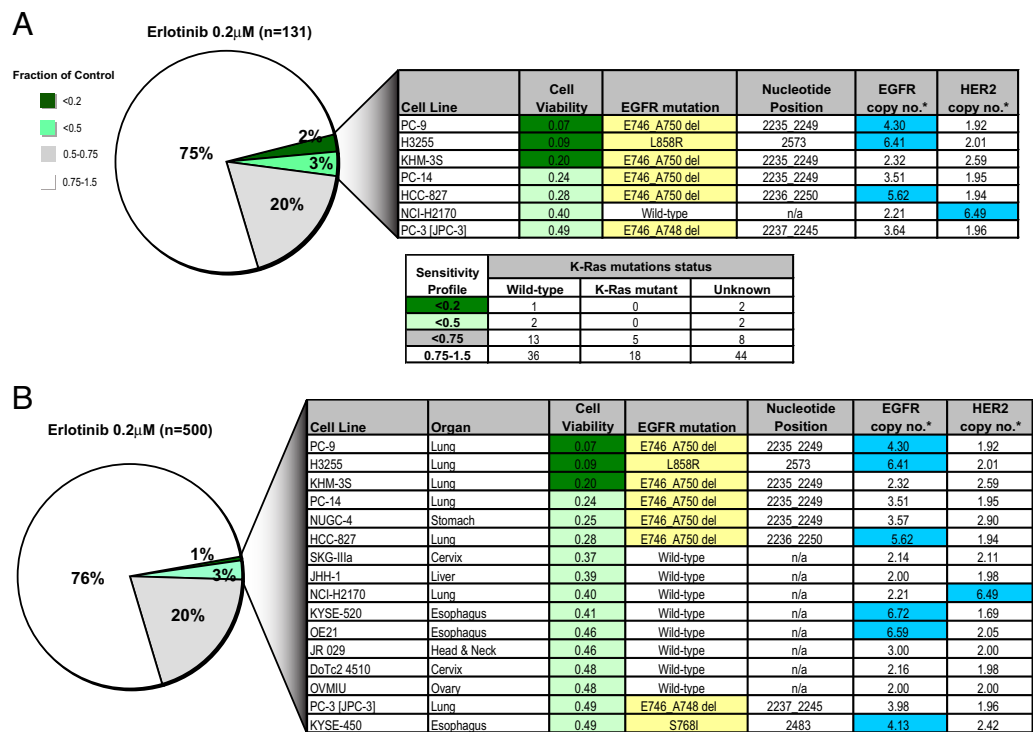 A
Erlotinib 0.2μM (n=131)
Fraction of Control
<0.2
<0.5
0.5-0.75
0.75-1.5
2%
3%
20%
75%
Cell Line Cell Viability EGFR mutation Nucleotide Position EGFR copy no.* HER2 copy no.*
PC-9 0.07 E746_A750 del 2235_2249 4.30 1.92
H3255 0.09 L858R 2573 6.41 2.01
KHM-3S 0.20 E746_A750 del 2235_2249 2.32 2.59
PC-14 0.24 E746_A750 del 2235_2249 3.51 1.95
HCC-827 0.28 E746_A750 del 2236_2250 5.62 1.94
NCI-H2170 0.40 Wild-type n/a 2.21 6.49
PC-3 [JPC-3] 0.49 E746_A748 del 2237_2245 3.64 1.96
Sensitivity Profile K-Ras mutations status
Wild-type K-Ras mutant Unknown
<0.2 1 0 2
<0.5 2 0 2
<0.75 13 5 8
0.75-1.5 36 18 44
B
Erlotinib 0.2μM (n=500)
1%
3%
20%
76%
Cell Line Organ Cell Viability EGFR mutation Nucleotide Position EGFR copy no.* HER2 copy no.*
PC-9 Lung 0.07 E746_A750 del 2235_2249 4.30 1.92
H3255 Lung 0.09 L858R 2573 6.41 2.01
KHM-3S Lung 0.20 E746_A750 del 2235_2249 2.32 2.59
PC-14 Lung 0.24 E746_A750 del 2235_2249 3.51 1.95
NUGC-4 Stomach 0.25 E746_A750 del 2235_2249 3.57 2.90
HCC-827 Lung 0.28 E746_A750 del 2236_2250 5.62 1.94
SKG-IIIa Cervix 0.37 Wild-type n/a 2.14 2.11
JHH-1 Liver 0.39 Wild-type n/a 2.00 1.98
NCI-H2170 Lung 0.40 Wild-type n/a 2.21 6.49
KYSE-520 Esophagus 0.41 Wild-type n/a 6.72 1.69
OE21 Esophagus 0.46 Wild-type n/a 6.59 2.05
JR 029 Head & Neck 0.46 Wild-type n/a 3.00 2.00
DoTc2 4510 Cervix 0.48 Wild-type n/a 2.16 1.98
OVMIU Ovary 0.48 Wild-type n/a 2.00 2.00
PC-3 [JPC-3] Lung 0.49 E746_A748 del 2237_2245 3.98 1.96
KYSE-450 Esophagus 0.49 S768I 2483 4.13 2.42